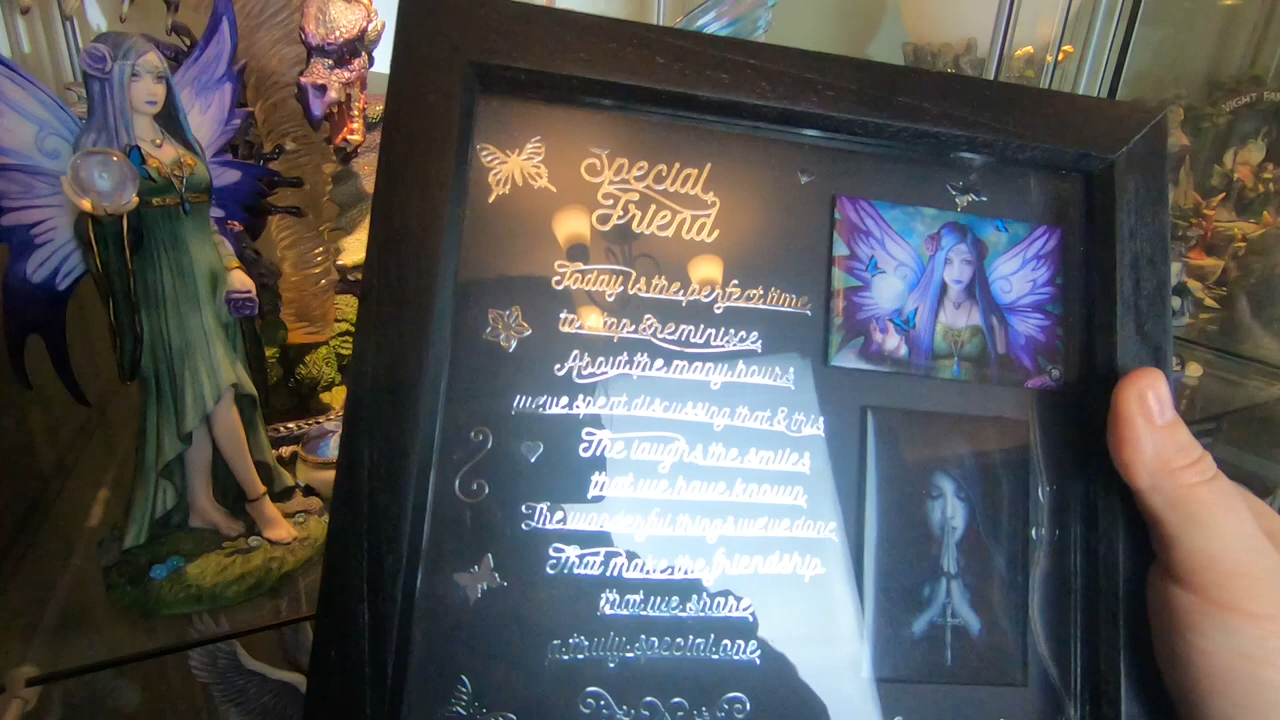 Special
Friend
Today is the perfect time
to stop & reminisce
About the many hours
we've spent discussing that & this
The laughs the smiles
that we have known
The wonderful things we've done
That make the friendship
that we share
a truly special one
NIGHT